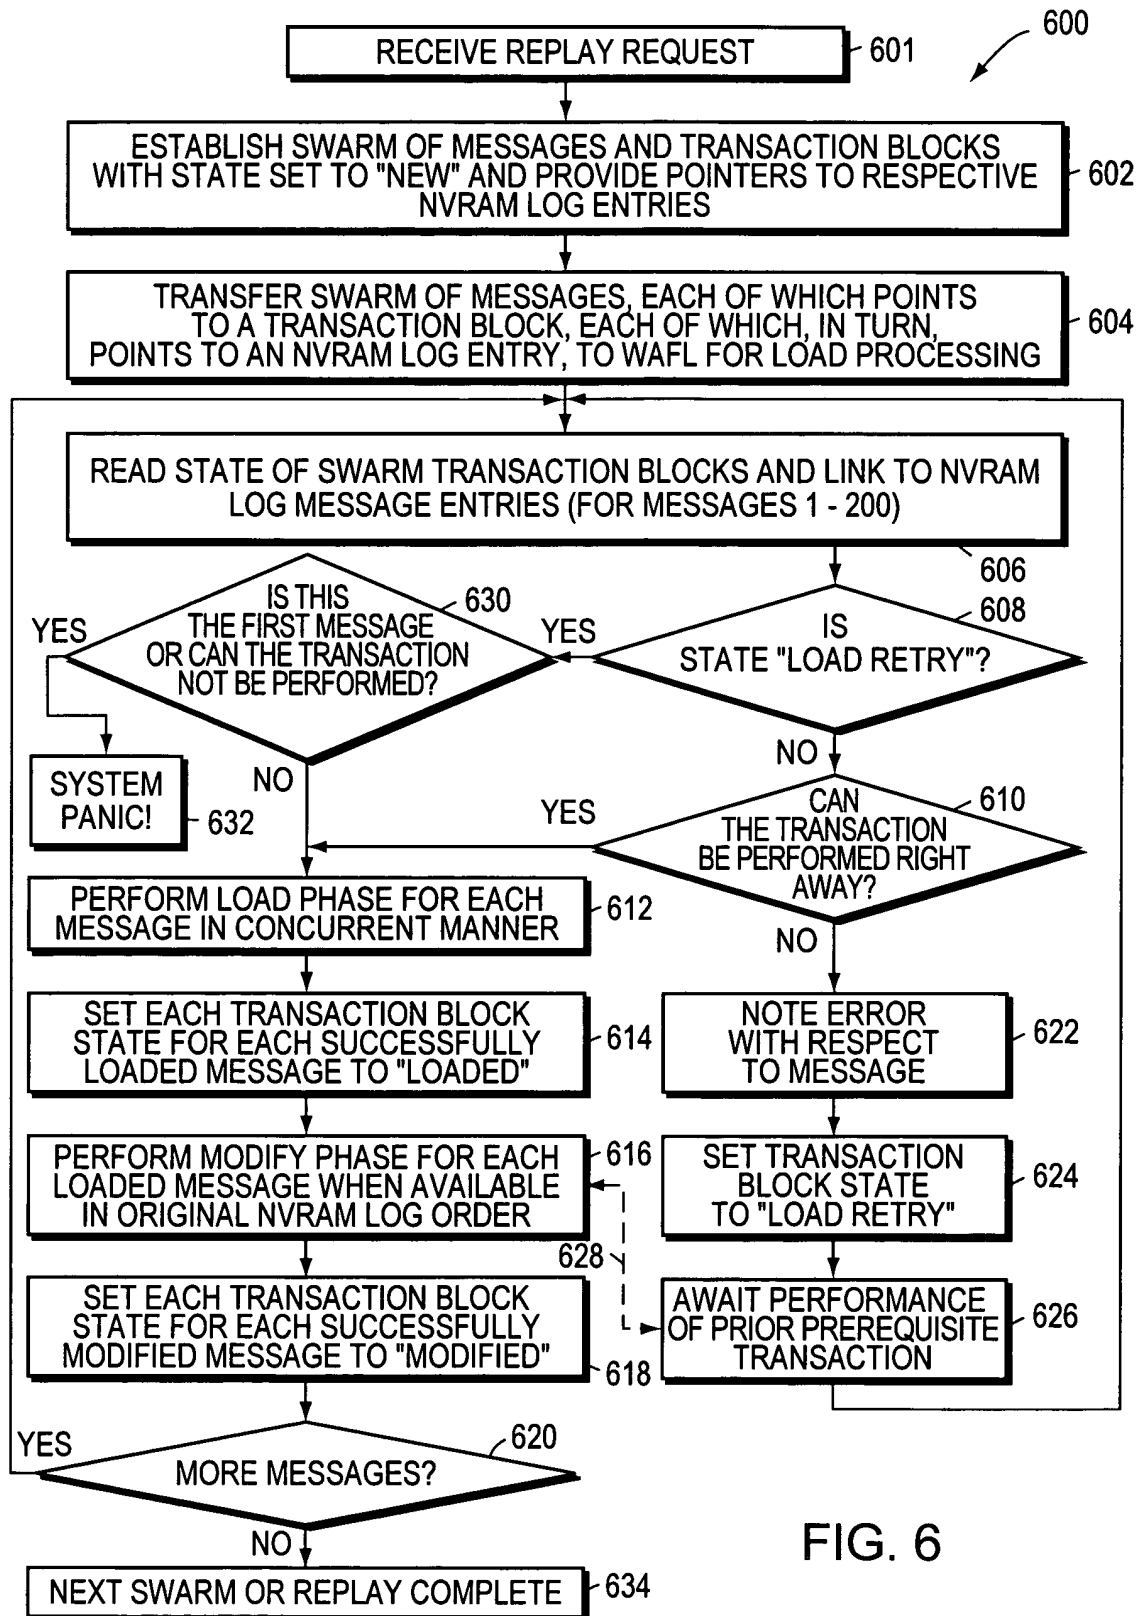 600
RECEIVE REPLAY REQUEST
601
ESTABLISH SWARM OF MESSAGES AND TRANSACTION BLOCKS
WITH STATE SET TO "NEW" AND PROVIDE POINTERS TO RESPECTIVE
NVRAM LOG ENTRIES
602
TRANSFER SWARM OF MESSAGES, EACH OF WHICH POINTS
TO A TRANSACTION BLOCK, EACH OF WHICH, IN TURN,
POINTS TO AN NVRAM LOG ENTRY, TO WAFL FOR LOAD PROCESSING
604
READ STATE OF SWARM TRANSACTION BLOCKS AND LINK TO NVRAM
LOG MESSAGE ENTRIES (FOR MESSAGES 1 - 200)
606
IS
STATE "LOAD RETRY"?
608
YES
NO
IS THIS
THE FIRST MESSAGE
OR CAN THE TRANSACTION
NOT BE PERFORMED?
630
YES
NO
SYSTEM
PANIC!
632
CAN
THE TRANSACTION
BE PERFORMED RIGHT
AWAY?
610
YES
NO
PERFORM LOAD PHASE FOR EACH
MESSAGE IN CONCURRENT MANNER
612
SET EACH TRANSACTION BLOCK
STATE FOR EACH SUCCESSFULLY
LOADED MESSAGE TO "LOADED"
614
NOTE ERROR
WITH RESPECT
TO MESSAGE
622
PERFORM MODIFY PHASE FOR EACH
LOADED MESSAGE WHEN AVAILABLE
IN ORIGINAL NVRAM LOG ORDER
616
SET TRANSACTION
BLOCK STATE
TO "LOAD RETRY"
624
628
SET EACH TRANSACTION BLOCK
STATE FOR EACH SUCCESSFULLY
MODIFIED MESSAGE TO "MODIFIED"
618
AWAIT PERFORMANCE
OF PRIOR PREREQUISITE
TRANSACTION
626
MORE MESSAGES?
620
YES
NO
NEXT SWARM OR REPLAY COMPLETE
634
FIG. 6